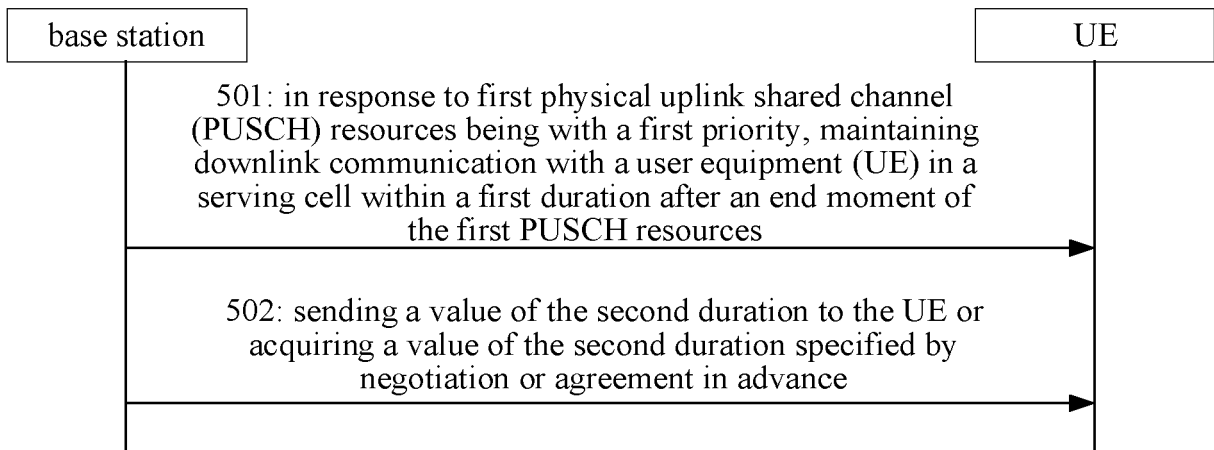 base station
UE
501: in response to first physical uplink shared channel
(PUSCH) resources being with a first priority, maintaining
downlink communication with a user equipment (UE) in a
serving cell within a first duration after an end moment of
the first PUSCH resources
502: sending a value of the second duration to the UE or
acquiring a value of the second duration specified by
negotiation or agreement in advance